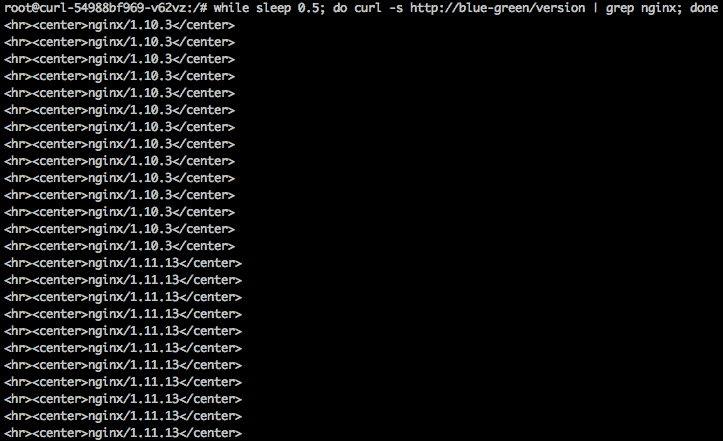 root@curl-54988bf969-v62vz:/# while sleep 0.5; do curl -s http://blue-green/version | grep nginx; done
<hr><center>nginx/1.10.3</center>
<hr><center>nginx/1.10.3</center>
<hr><center>nginx/1.10.3</center>
<hr><center>nginx/1.10.3</center>
<hr><center>nginx/1.10.3</center>
<hr><center>nginx/1.10.3</center>
<hr><center>nginx/1.10.3</center>
<hr><center>nginx/1.10.3</center>
<hr><center>nginx/1.10.3</center>
<hr><center>nginx/1.10.3</center>
<hr><center>nginx/1.10.3</center>
<hr><center>nginx/1.10.3</center>
<hr><center>nginx/1.10.3</center>
<hr><center>nginx/1.10.3</center>
<hr><center>nginx/1.11.13</center>
<hr><center>nginx/1.11.13</center>
<hr><center>nginx/1.11.13</center>
<hr><center>nginx/1.11.13</center>
<hr><center>nginx/1.11.13</center>
<hr><center>nginx/1.11.13</center>
<hr><center>nginx/1.11.13</center>
<hr><center>nginx/1.11.13</center>
<hr><center>nginx/1.11.13</center>
<hr><center>nginx/1.11.13</center>
<hr><center>nginx/1.11.13</center>